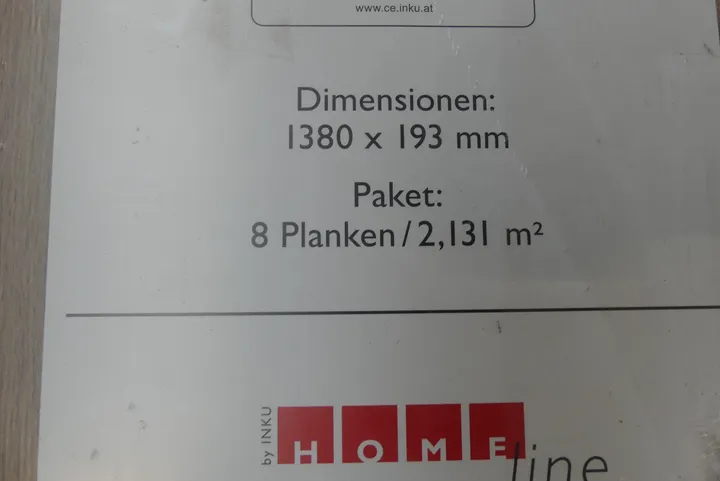 www.ce.inku.at
Dimensionen:
1380 x 193 mm
Paket:
8 Planken/2,131 m²
by INKU
HOME
line